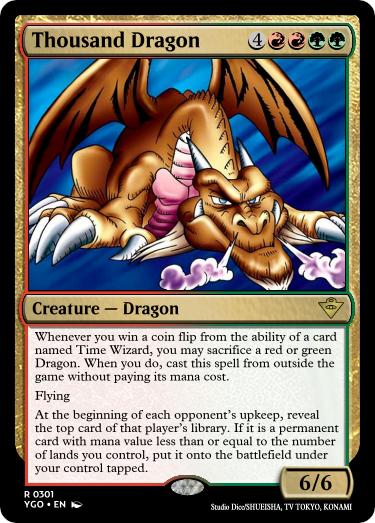 Thousand Dragon 4
Creature — Dragon
Whenever you win a coin flip from the ability of a card
named Time Wizard, you may sacrifice a red or green
Dragon. When you do, cast this spell from outside the
game without paying its mana cost.
Flying
At the beginning of each opponent's upkeep, reveal
the top card of that player's library. If it is a permanent
card with mana value less than or equal to the number
of lands you control, put it onto the battlefield under
your control tapped.
6/6
R 0301
YGO • EN
Studio Dice/SHUEISHA, TV TOKYO, KONAMI